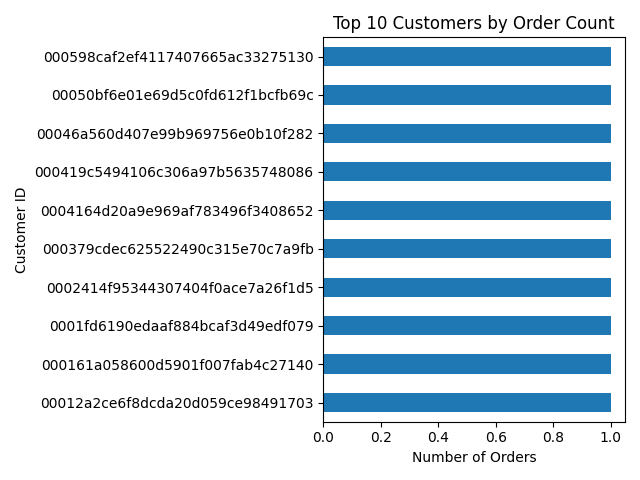 Top 10 Customers by Order Count
000598caf2ef4117407665ac33275130
00050bf6e01e69d5c0fd612f1bcfb69c
00046a560d407e99b969756e0b10f282
000419c5494106c306a97b5635748086
0004164d20a9e969af783496f3408652
000379cdec625522490c315e70c7a9fb
0002414f95344307404f0ace7a26f1d5
0001fd6190edaaf884bcaf3d49edf079
000161a058600d5901f007fab4c27140
00012a2ce6f8dcda20d059ce98491703
Customer ID
0.0 0.2 0.4 0.6 0.8 1.0
Number of Orders